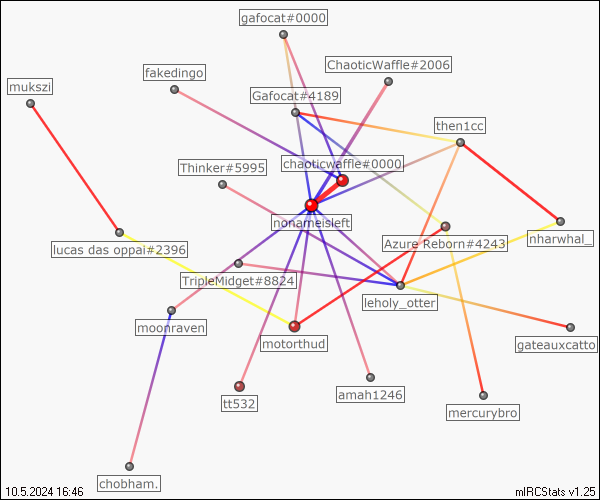 gafocat#0000
ChaoticWaffle#2006
fakedingo
mukszi
Gafocat#4189
then1cc
chaoticwaffle#0000
Thinker#5995
nonameisleft
nharwhal_
Azure Reborn#4243
lucas das oppai#2396
TripleMidget#8824
leholy_otter
moonraven
motorthud
gateauxcatto
amah1246
tt532
mercurybro
chobham.
10.5.2024 16:46
mIRCStats v1.25